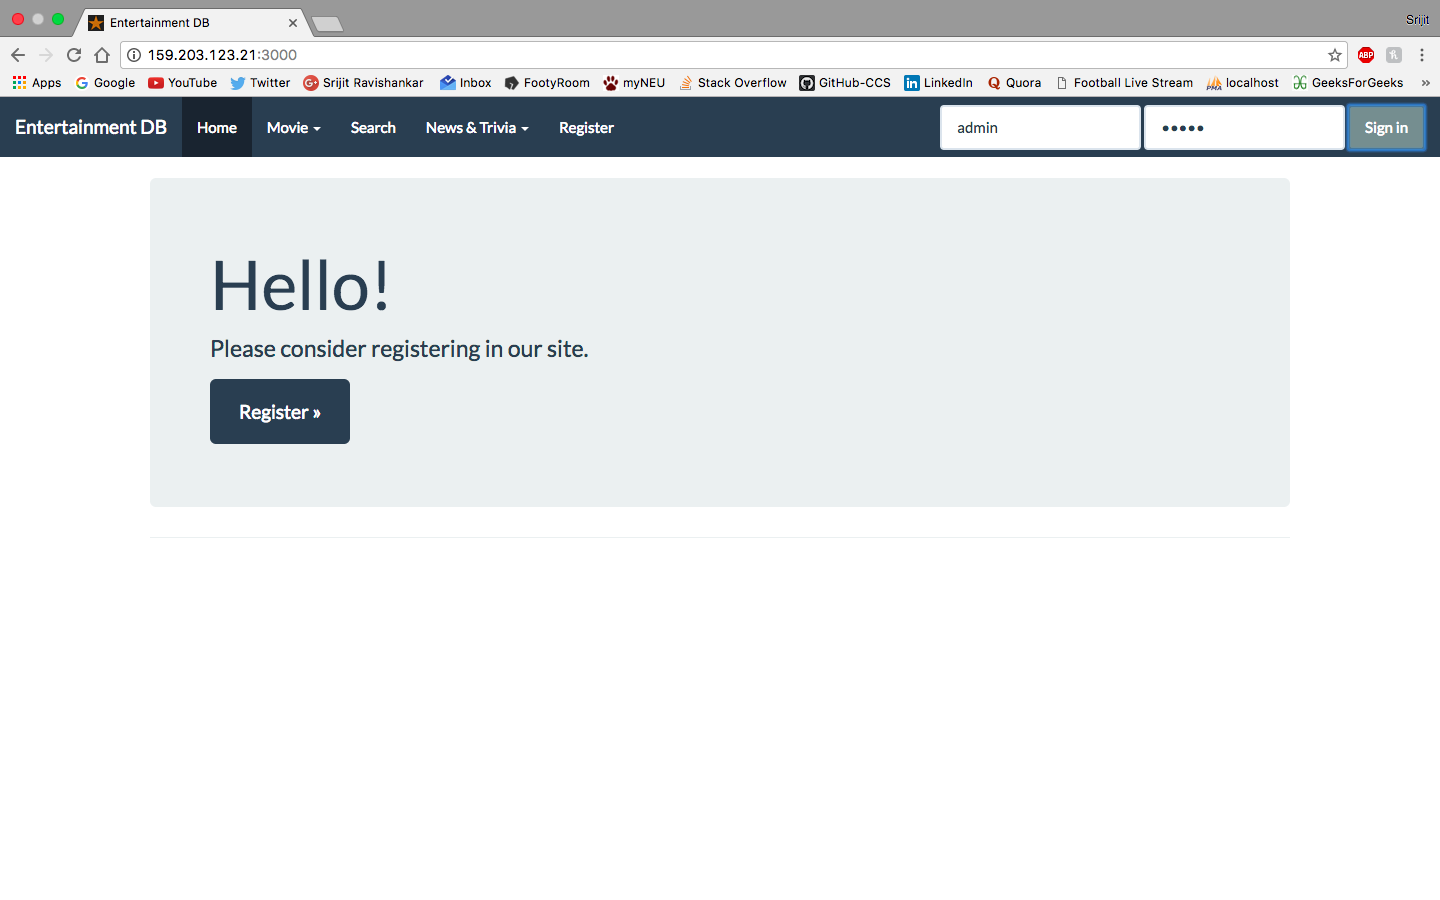 Entertainment DB
Srijit
159.203.123.21:3000
ABP
Apps Google YouTube Twitter Srijit Ravishankar Inbox FootyRoom myNEU Stack Overflow GitHub-CCS LinkedIn Quora Football Live Stream localhost GeeksForGeeks »
Entertainment DB Home Movie Search News & Trivia Register admin ••••• Sign in
Hello!
Please consider registering in our site.
Register »